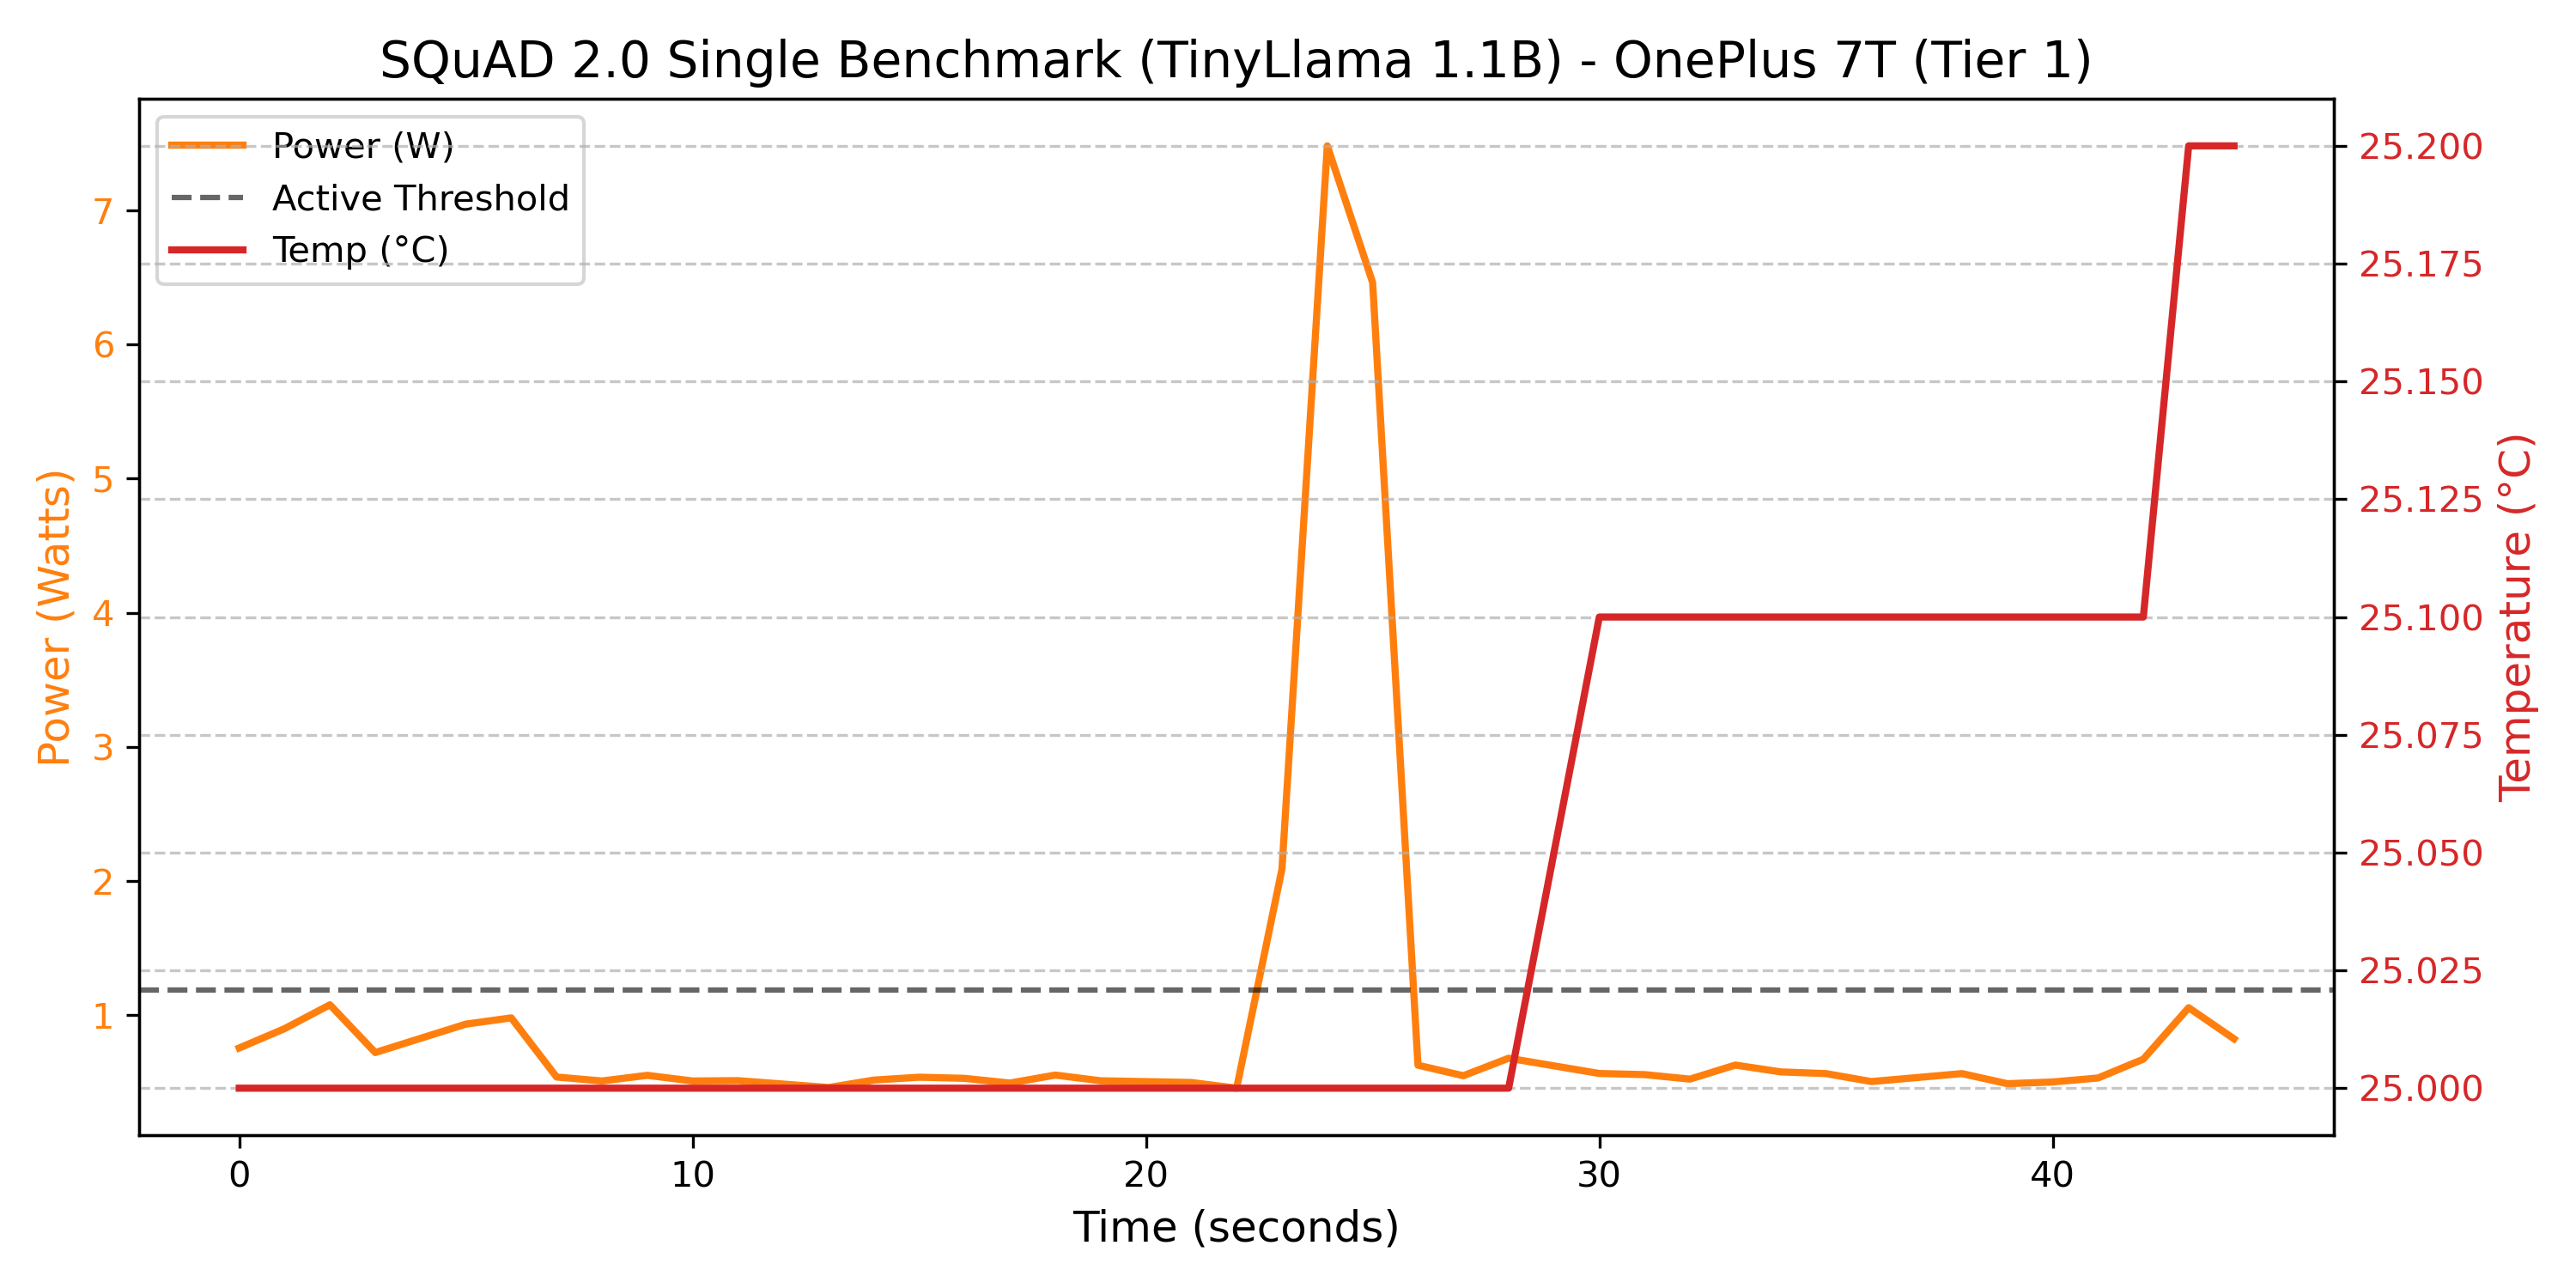 SQuAD 2.0 Single Benchmark (TinyLlama 1.1B) - OnePlus 7T (Tier 1)
Power (W)
Active Threshold
Temp (°C)
Power (Watts)
7
6
5
4
3
2
1
25.200
25.175
25.150
25.125
25.100
25.075
25.050
25.025
25.000
Temperature (°C)
0 10 20 30 40
Time (seconds)